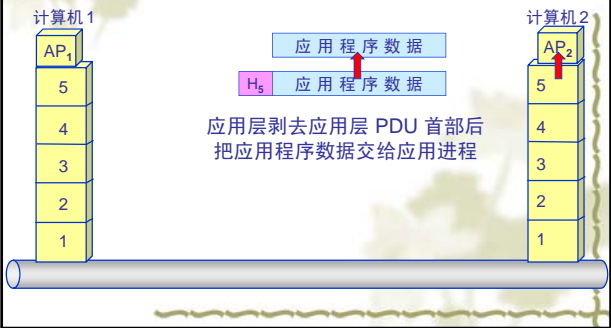 计算机 1
计算机 2
AP1
AP2
应 用 程 序 数 据
H5 应 用 程 序 数 据
应用层剥去应用层 PDU 首部后
把应用程序数据交给应用进程
5
4
3
2
1
5
4
3
2
1